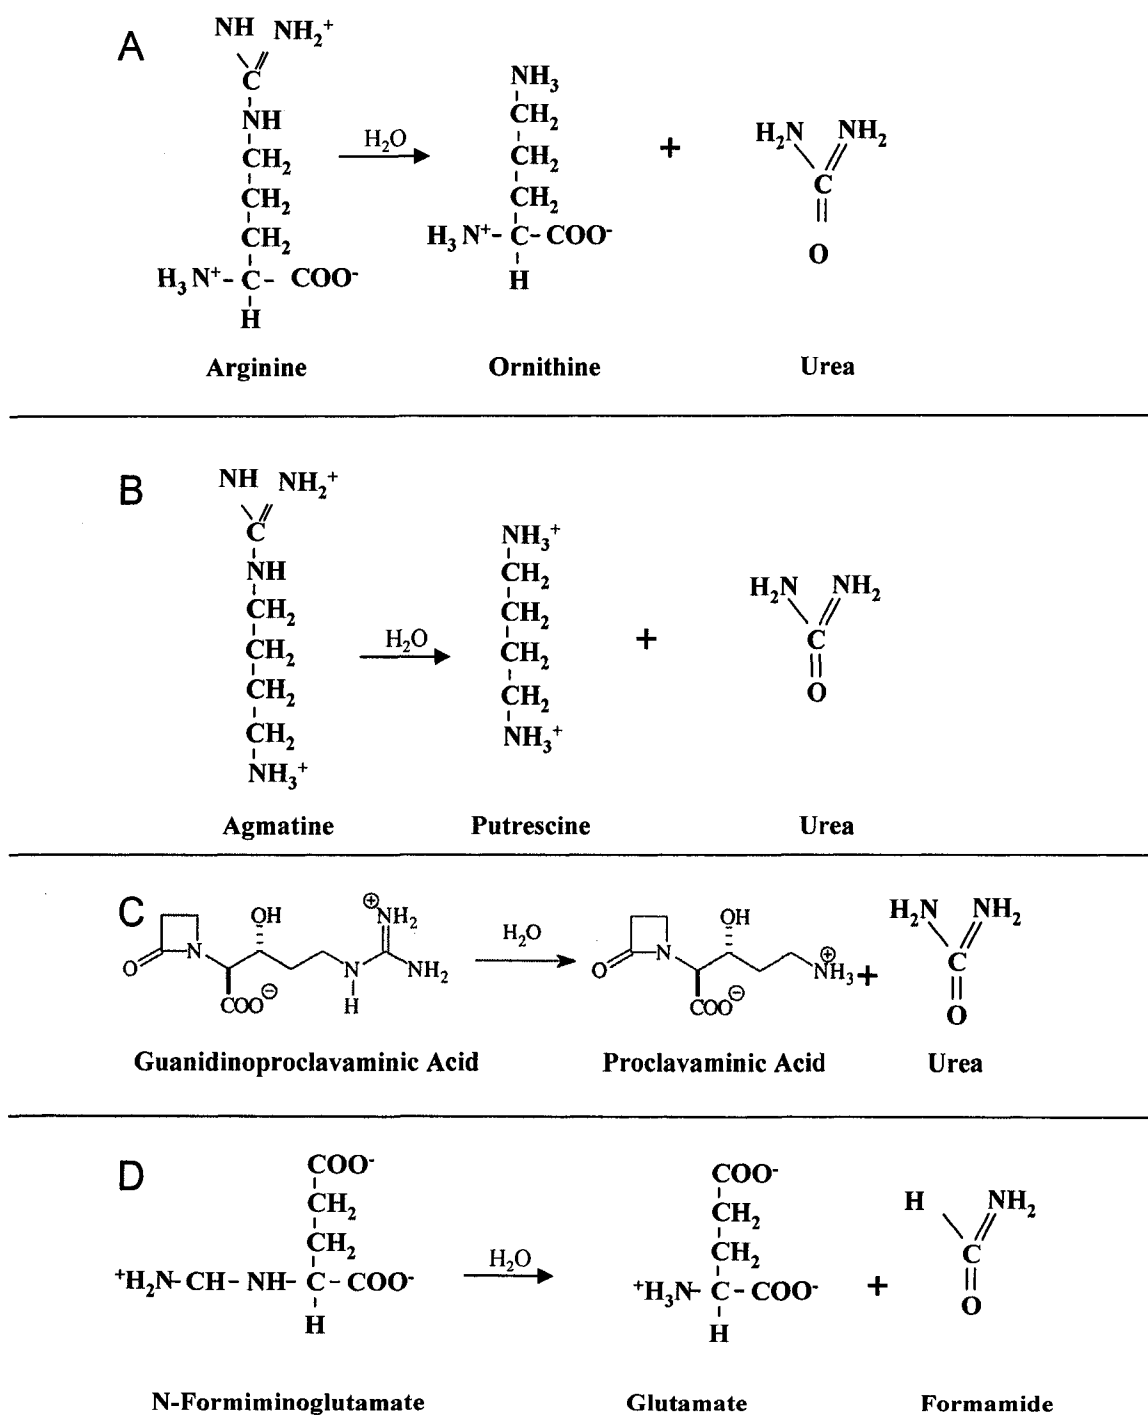 A
NH NH₂⁺
C
NH
CH₂
CH₂
CH₂
H₃N⁺- C - COO⁻
H
H₂O
NH₃
CH₂
CH₂
CH₂
H₃N⁺- C - COO⁻
H
+
H₂N NH₂
C
O
Arginine Ornithine Urea
B
NH NH₂⁺
C
NH
CH₂
CH₂
CH₂
CH₂
NH₃⁺
H₂O
NH₃⁺
CH₂
CH₂
CH₂
CH₂
NH₃⁺
+
H₂N NH₂
C
O
Agmatine Putrescine Urea
C
O
N
OH
COO⊖
N
H
⊕
NH₂
NH₂
H₂O
O
N
OH
COO⊖
⊕
NH₃
+
H₂N NH₂
C
O
Guanidinoproclavaminic Acid Proclavaminic Acid Urea
D
COO⁻
CH₂
CH₂
⁺H₂N - CH - NH - C - COO⁻
H
H₂O
COO⁻
CH₂
CH₂
⁺H₃N - C - COO⁻
H
+
H NH₂
C
O
N-Formiminoglutamate Glutamate Formamide